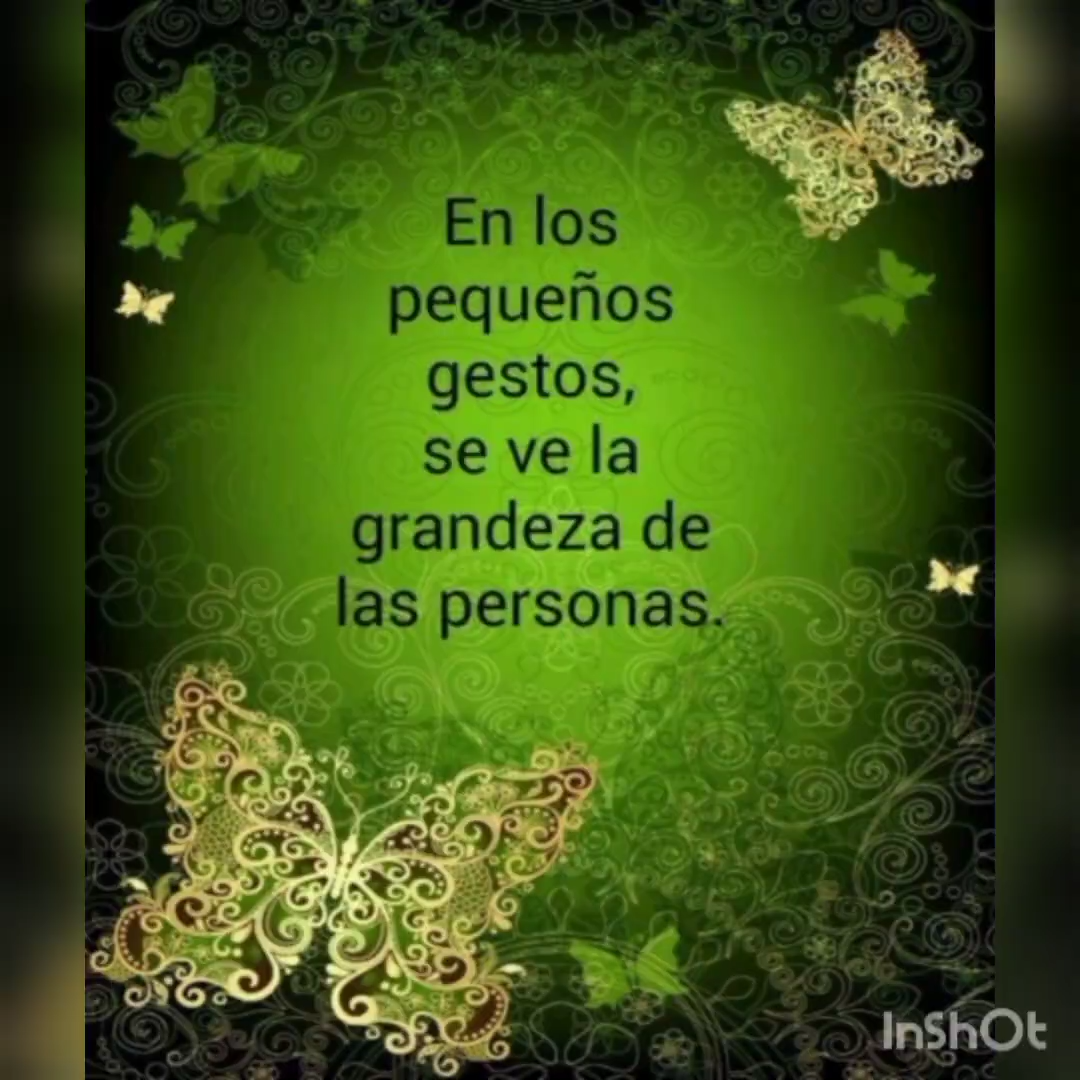 En los
pequeños
gestos,
se ve la
grandeza de
las personas.
InShOt